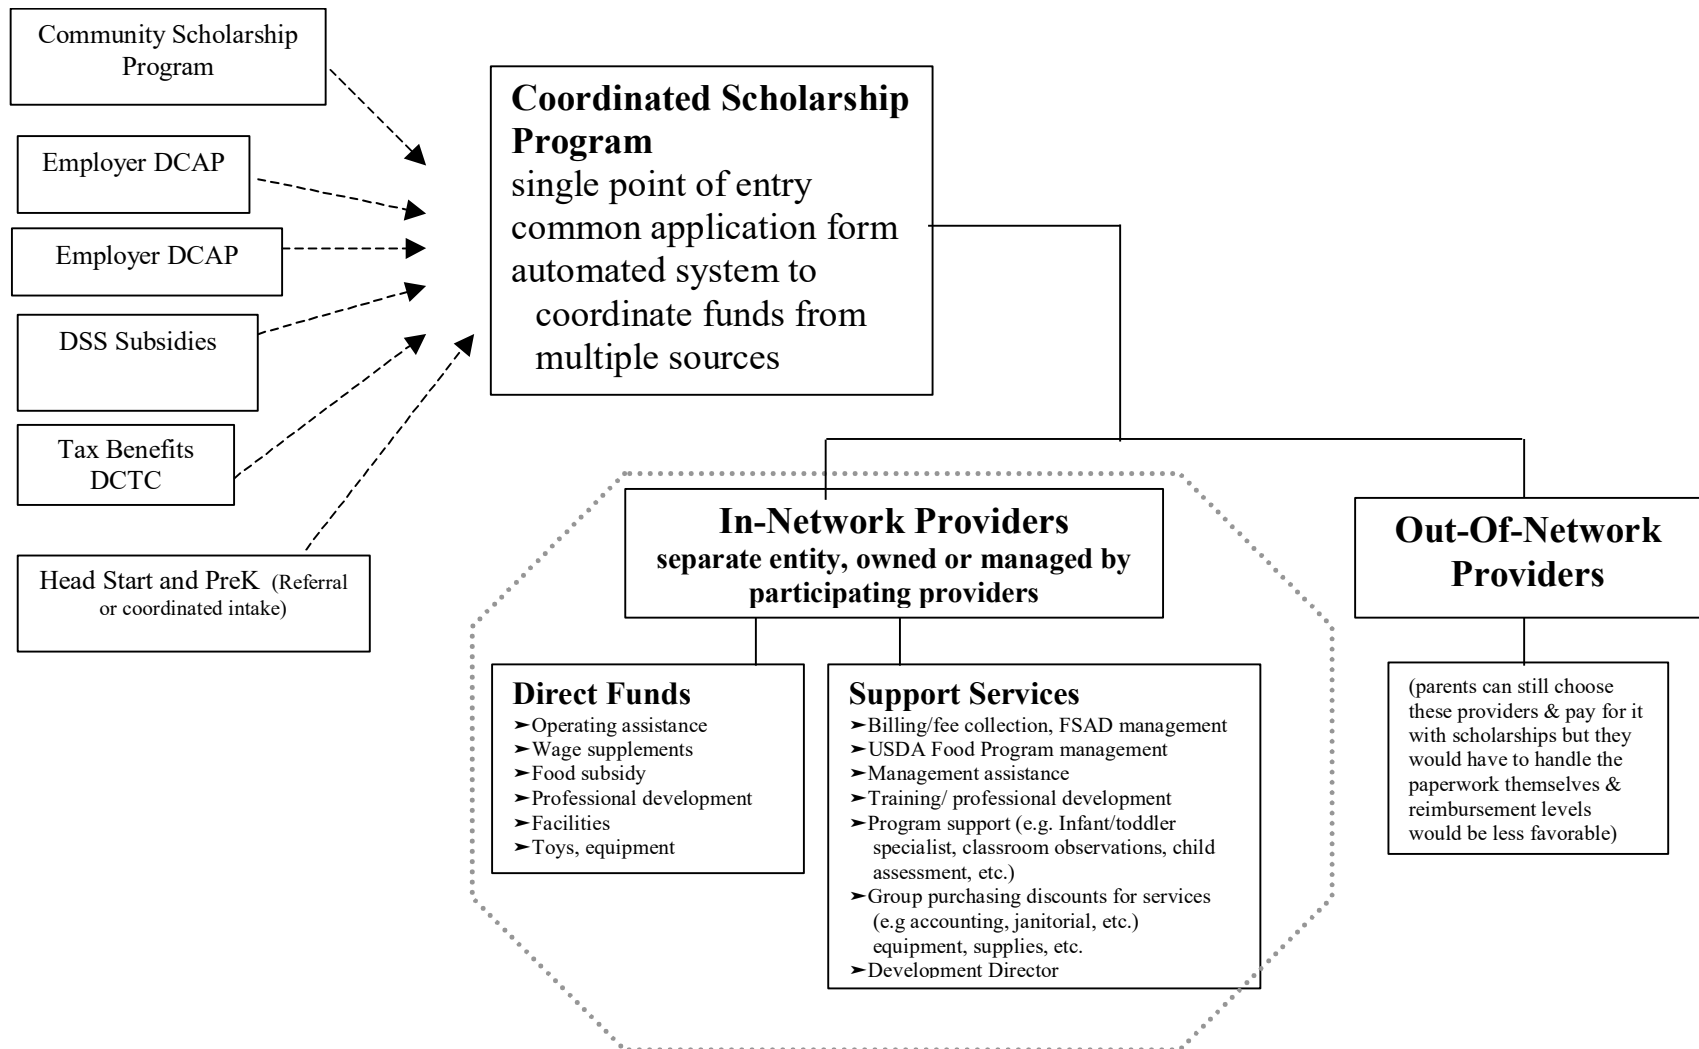 Community Scholarship
Program
Employer DCAP
Employer DCAP
DSS Subsidies
Tax Benefits
DCTC
Head Start and PreK (Referral
or coordinated intake)
Coordinated Scholarship
Program
single point of entry
common application form
automated system to
coordinate funds from
multiple sources
In-Network Providers
separate entity, owned or managed by
participating providers
Out-Of-Network
Providers
Direct Funds
➤Operating assistance
➤Wage supplements
➤Food subsidy
➤Professional development
➤Facilities
➤Toys, equipment
Support Services
➤Billing/fee collection, FSAD management
➤USDA Food Program management
➤Management assistance
➤Training/ professional development
➤Program support (e.g. Infant/toddler
specialist, classroom observations, child
assessment, etc.)
➤Group purchasing discounts for services
(e.g accounting, janitorial, etc.)
equipment, supplies, etc.
➤Development Director
(parents can still choose
these providers & pay for it
with scholarships but they
would have to handle the
paperwork themselves &
reimbursement levels
would be less favorable)